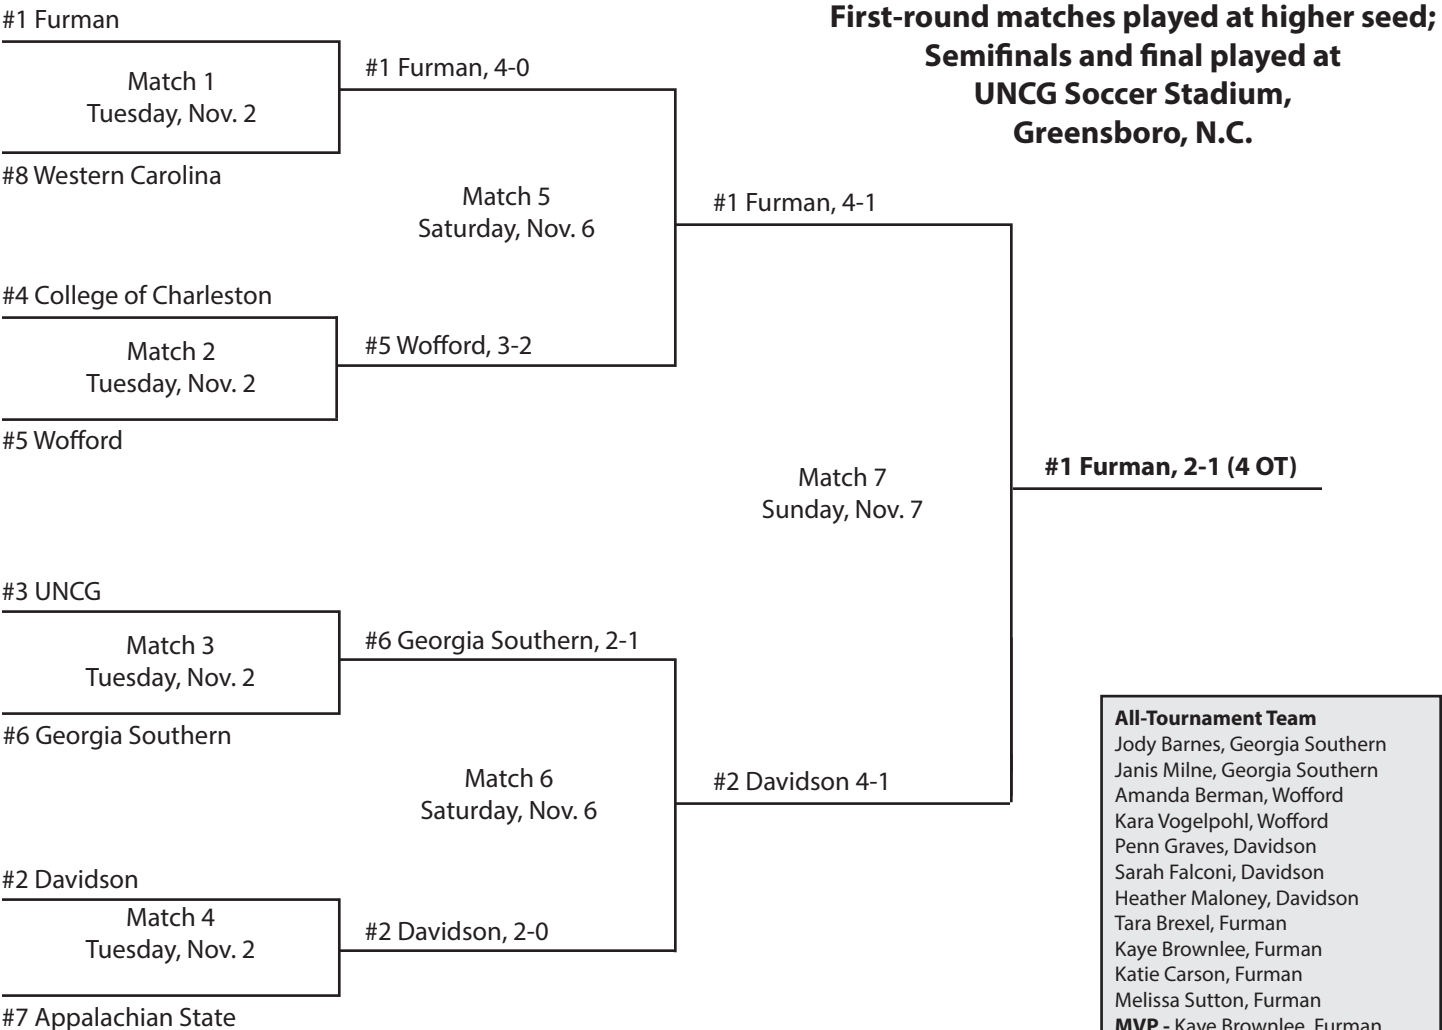 First-round matches played at higher seed;
Semifinals and final played at
UNCG Soccer Stadium,
Greensboro, N.C.
#1 Furman
Match 1
Tuesday, Nov. 2
#8 Western Carolina
#1 Furman, 4-0
Match 5
Saturday, Nov. 6
#4 College of Charleston
Match 2
Tuesday, Nov. 2
#5 Wofford
#5 Wofford, 3-2
#1 Furman, 4-1
Match 7
Sunday, Nov. 7
#1 Furman, 2-1 (4 OT)
#3 UNCG
Match 3
Tuesday, Nov. 2
#6 Georgia Southern
#6 Georgia Southern, 2-1
Match 6
Saturday, Nov. 6
#2 Davidson 4-1
#2 Davidson
Match 4
Tuesday, Nov. 2
#7 Appalachian State
#2 Davidson, 2-0
All-Tournament Team
Jody Barnes, Georgia Southern
Janis Milne, Georgia Southern
Amanda Berman, Wofford
Kara Vogelpohl, Wofford
Penn Graves, Davidson
Sarah Falconi, Davidson
Heather Maloney, Davidson
Tara Brexel, Furman
Kaye Brownlee, Furman
Katie Carson, Furman
Melissa Sutton, Furman
MVP - Kaye Brownlee, Furman